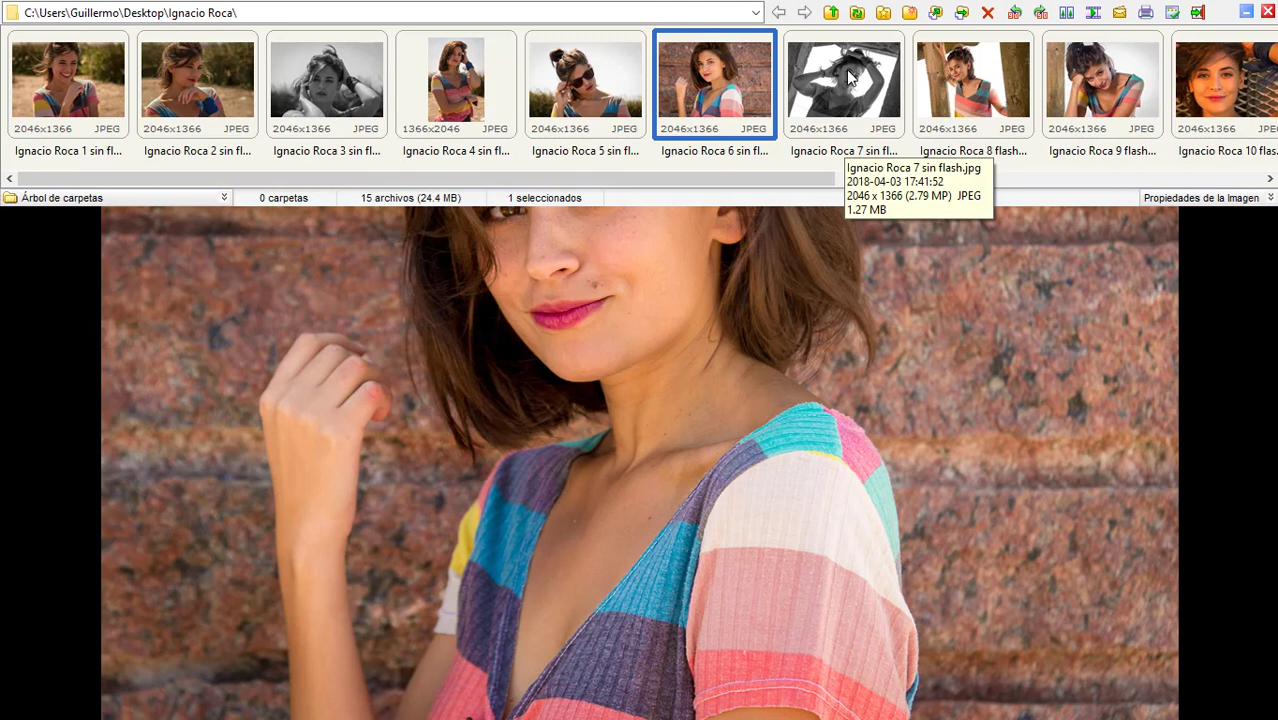 C:\Users\Guillermo\Desktop\Ignacio Roca\
2046x1366 JPEG
2046x1366 JPEG
2046x1366 JPEG
1366x2046 JPEG
2046x1366 JPEG
2046x1366 JPEG
2046x1366 JPEG
2046x1366 JPEG
2046x1366 JPEG
2046x1366 JPEG
Ignacio Roca 1 sin fl...
Ignacio Roca 2 sin fl...
Ignacio Roca 3 sin fl...
Ignacio Roca 4 sin fl...
Ignacio Roca 5 sin fl...
Ignacio Roca 6 sin fl...
Ignacio Roca 7 sin fl...
Ignacio Roca 8 flash...
Ignacio Roca 9 flash...
Ignacio Roca 10 flas...
Ignacio Roca 7 sin flash.jpg
2018-04-03 17:41:52
2046 x 1366 (2.79 MP) JPEG
1.27 MB
Árbol de carpetas
0 carpetas
15 archivos (24.4 MB)
1 seleccionados
Propiedades de la Imagen